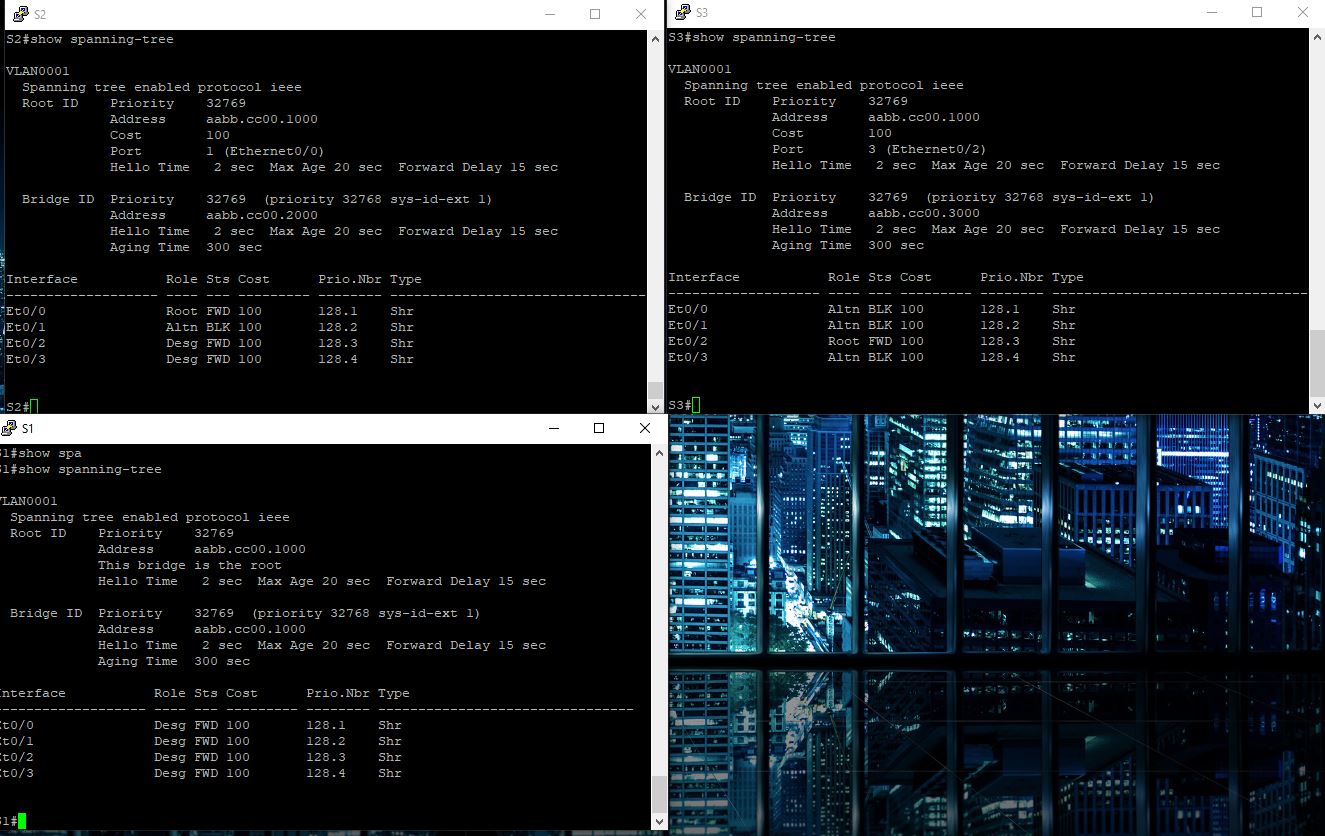 S2
S2#show spanning-tree
VLAN0001
  Spanning tree enabled protocol ieee
  Root ID    Priority    32769
             Address     aabb.cc00.1000
             Cost        100
             Port        1 (Ethernet0/0)
             Hello Time   2 sec  Max Age 20 sec  Forward Delay 15 sec
  Bridge ID  Priority    32769  (priority 32768 sys-id-ext 1)
             Address     aabb.cc00.2000
             Hello Time   2 sec  Max Age 20 sec  Forward Delay 15 sec
             Aging Time  300 sec
Interface           Role Sts Cost      Prio.Nbr Type
------------------- ---- --- --------- -------- --------------------------------
Et0/0               Root FWD 100       128.1    Shr
Et0/1               Altn BLK 100       128.2    Shr
Et0/2               Desg FWD 100       128.3    Shr
Et0/3               Desg FWD 100       128.4    Shr
S2#
S3
S3#show spanning-tree
VLAN0001
  Spanning tree enabled protocol ieee
  Root ID    Priority    32769
             Address     aabb.cc00.1000
             Cost        100
             Port        3 (Ethernet0/2)
             Hello Time   2 sec  Max Age 20 sec  Forward Delay 15 sec
  Bridge ID  Priority    32769  (priority 32768 sys-id-ext 1)
             Address     aabb.cc00.3000
             Hello Time   2 sec  Max Age 20 sec  Forward Delay 15 sec
             Aging Time  300 sec
Interface           Role Sts Cost      Prio.Nbr Type
------------------- ---- --- --------- -------- --------------------------------
Et0/0               Altn BLK 100       128.1    Shr
Et0/1               Altn BLK 100       128.2    Shr
Et0/2               Root FWD 100       128.3    Shr
Et0/3               Altn BLK 100       128.4    Shr
S3#
S1
S1#show spa
S1#show spanning-tree
VLAN0001
  Spanning tree enabled protocol ieee
  Root ID    Priority    32769
             Address     aabb.cc00.1000
             This bridge is the root
             Hello Time   2 sec  Max Age 20 sec  Forward Delay 15 sec
  Bridge ID  Priority    32769  (priority 32768 sys-id-ext 1)
             Address     aabb.cc00.1000
             Hello Time   2 sec  Max Age 20 sec  Forward Delay 15 sec
             Aging Time  300 sec
Interface           Role Sts Cost      Prio.Nbr Type
------------------- ---- --- --------- -------- --------------------------------
Et0/0               Desg FWD 100       128.1    Shr
Et0/1               Desg FWD 100       128.2    Shr
Et0/2               Desg FWD 100       128.3    Shr
Et0/3               Desg FWD 100       128.4    Shr
S1#